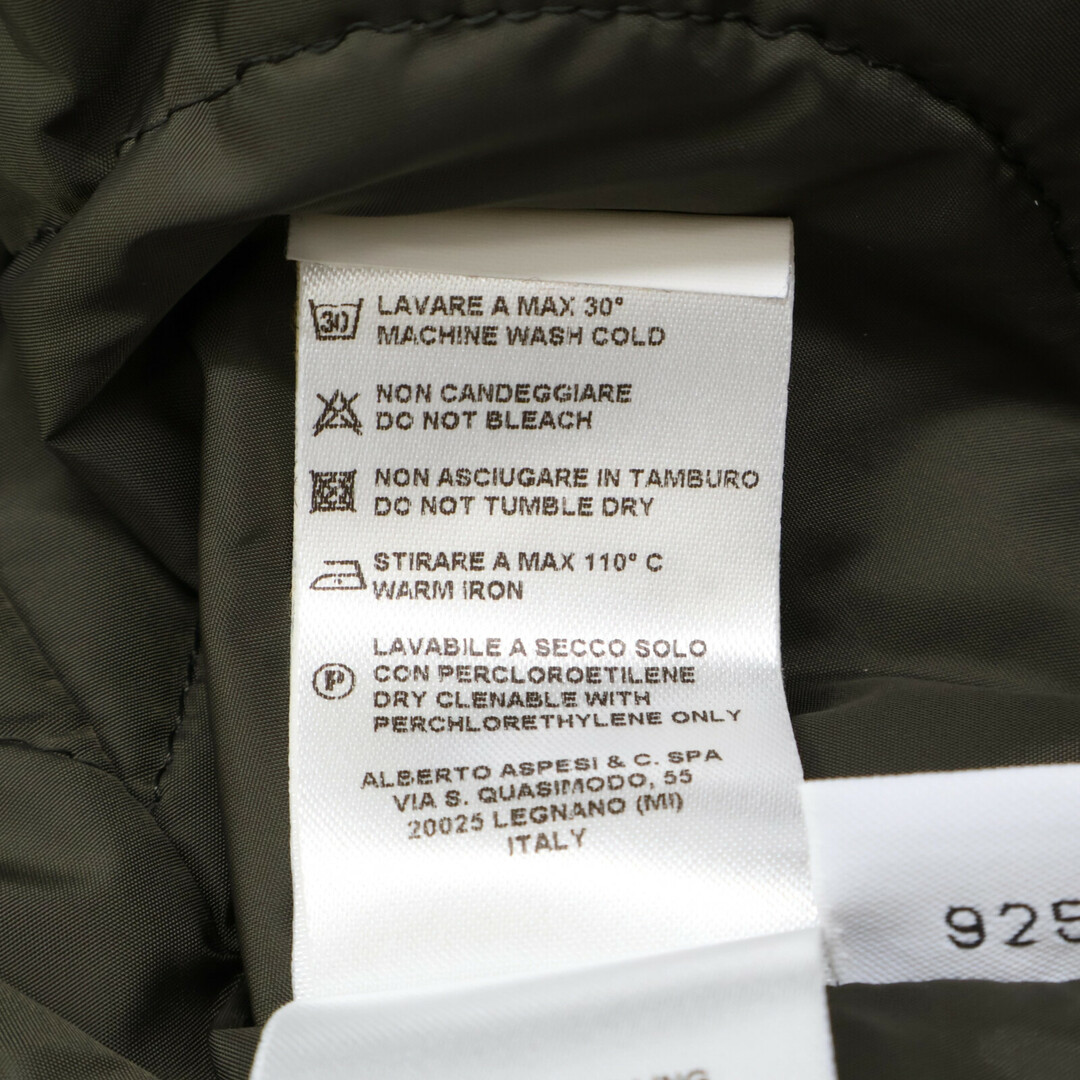 30
LAVARE A MAX 30°
MACHINE WASH COLD
NON CANDEGGIARE
DO NOT BLEACH
NON ASCIUGARE IN TAMBURO
DO NOT TUMBLE DRY
STIRARE A MAX 110° C
WARM IRON
LAVABILE A SECCO SOLO
CON PERCLOROETILENE
DRY CLENABLE WITH
PERCHLORETHYLENE ONLY
P
ALBERTO ASPESI & C. SPA
VIA S. QUASIMODO, 55
20025 LEGNANO (MI)
ITALY
925